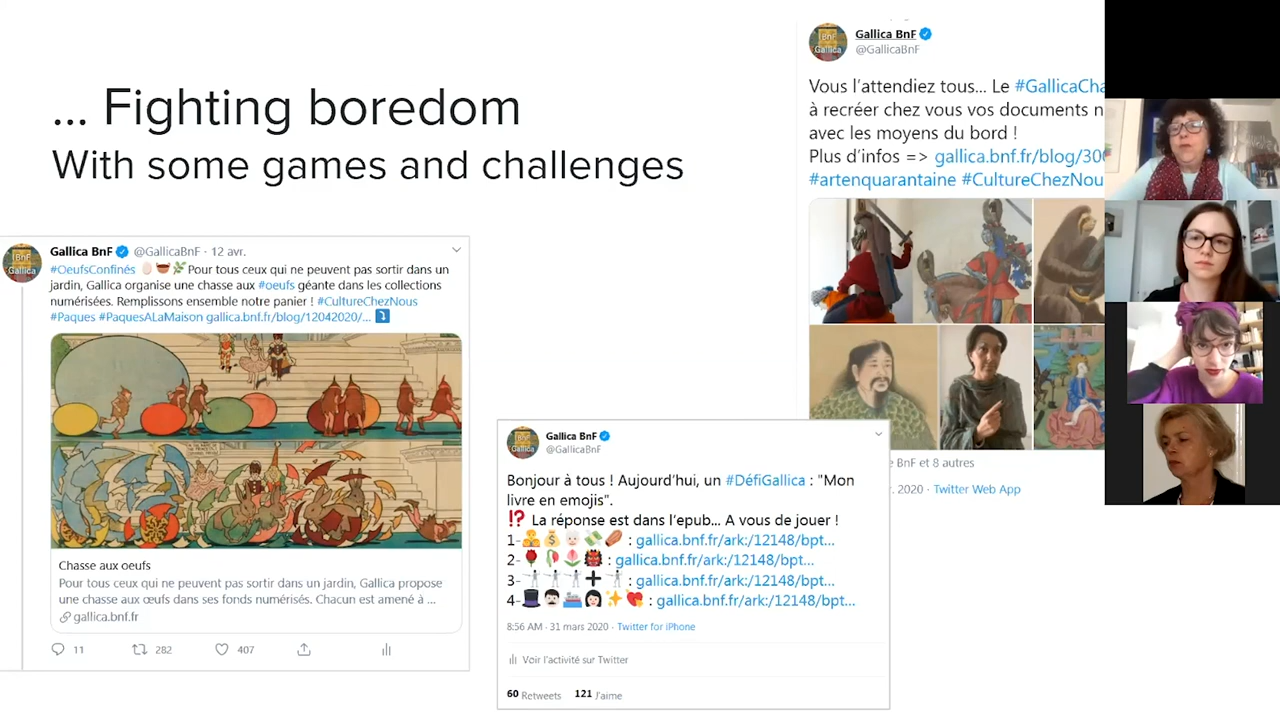 ... Fighting boredom
With some games and challenges
Gallica BnF @GallicaBnF · 12 avr.
#OeufsConfinés Pour tous ceux qui ne peuvent pas sortir dans un
jardin, Gallica organise une chasse aux #oeufs géante dans les collections
numérisées. Remplissons ensemble notre panier ! #CultureChezNous
#Paques #PaquesALaMaison gallica.bnf.fr/blog/12042020/...
Chasse aux oeufs
Pour tous ceux qui ne peuvent pas sortir dans un jardin, Gallica propose
une chasse aux œufs dans ses fonds numérisés. Chacun est amené à ...
gallica.bnf.fr
11 282 407
Gallica BnF
@GallicaBnF
Bonjour à tous ! Aujourd'hui, un #DéfiGallica : "Mon
livre en emojis".
⁉ La réponse est dans l'epub... A vous de jouer !
1- : gallica.bnf.fr/ark:/12148/bpt...
2- : gallica.bnf.fr/ark:/12148/bpt...
3- : gallica.bnf.fr/ark:/12148/bpt...
4- : gallica.bnf.fr/ark:/12148/bpt...
8:56 AM · 31 mars 2020 · Twitter for iPhone
Voir l'activité sur Twitter
60 Retweets 121 J'aime
Gallica BnF
@GallicaBnF
Vous l'attendiez tous... Le #GallicaCha
à recréer chez vous vos documents n
avec les moyens du bord !
Plus d'infos => gallica.bnf.fr/blog/300
#artenquarantaine #CultureChezNou
BnF et 8 autres
2020 · Twitter Web App
BnF
Gallica